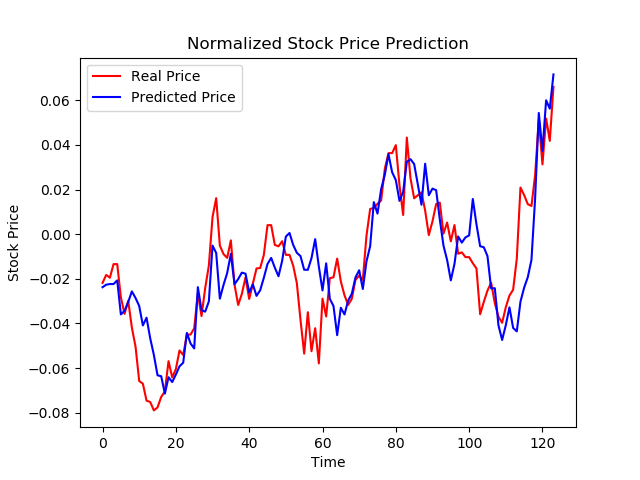 Normalized Stock Price Prediction
Real Price
Predicted Price
0.06
0.04
0.02
0.00
−0.02
−0.04
−0.06
−0.08
Stock Price
0 20 40 60 80 100 120
Time